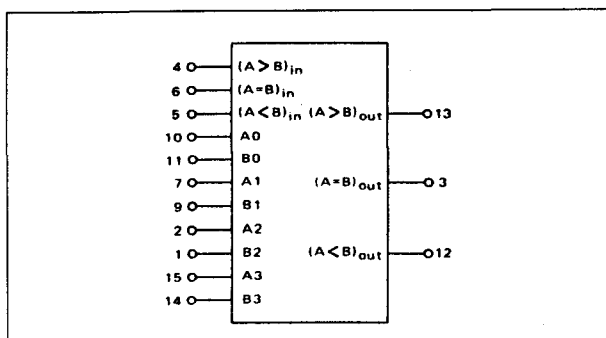 4 (A>B)in
6 (A=B)in
5 (A<B)in (A>B)out 13
10 A0
11 B0
7 A1 (A=B)out 3
9 B1
2 A2
1 B2 (A<B)out 12
15 A3
14 B3